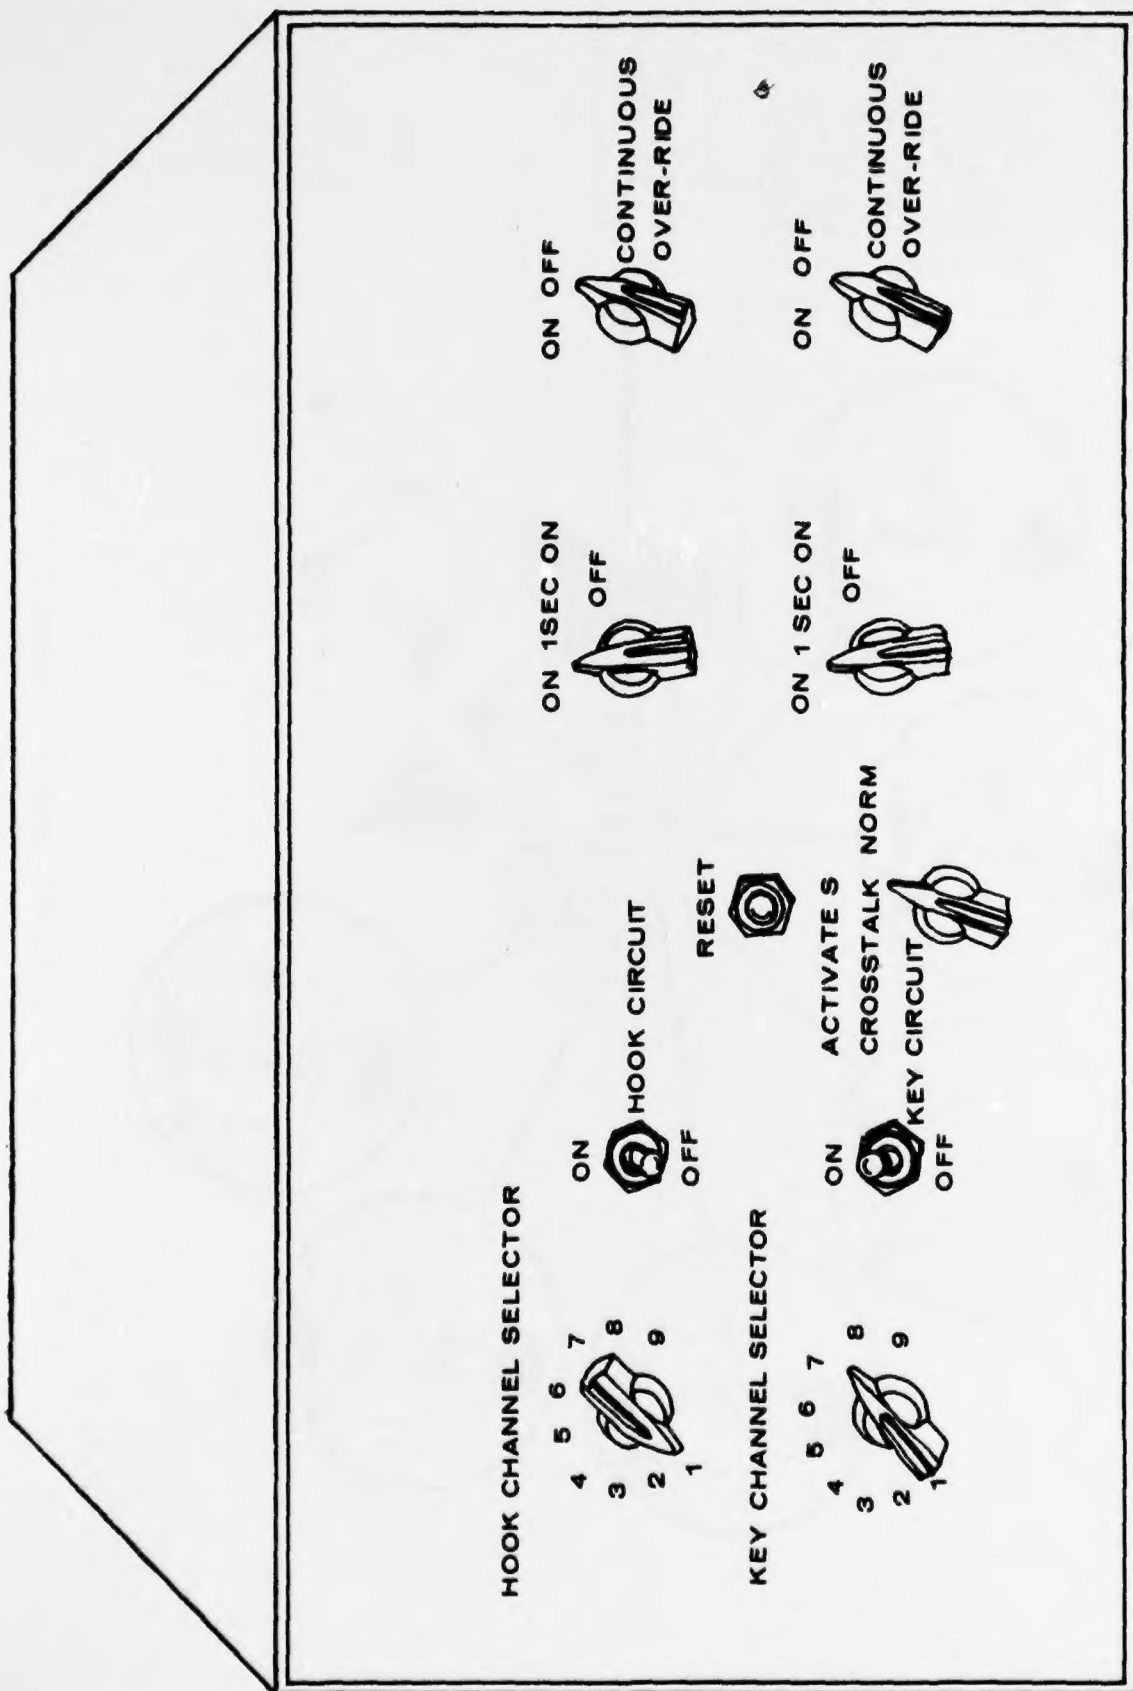 HOOK CHANNEL SELECTOR
1 2 3 4 5 6 7 8 9
ON
OFF
HOOK CIRCUIT
RESET
ON 1SEC ON
OFF
ON OFF
CONTINUOUS
OVER-RIDE
KEY CHANNEL SELECTOR
1 2 3 4 5 6 7 8 9
ON
OFF
KEY CIRCUIT
ACTIVATE S
CROSSTALK NORM
ON 1 SEC ON
OFF
ON OFF
CONTINUOUS
OVER-RIDE